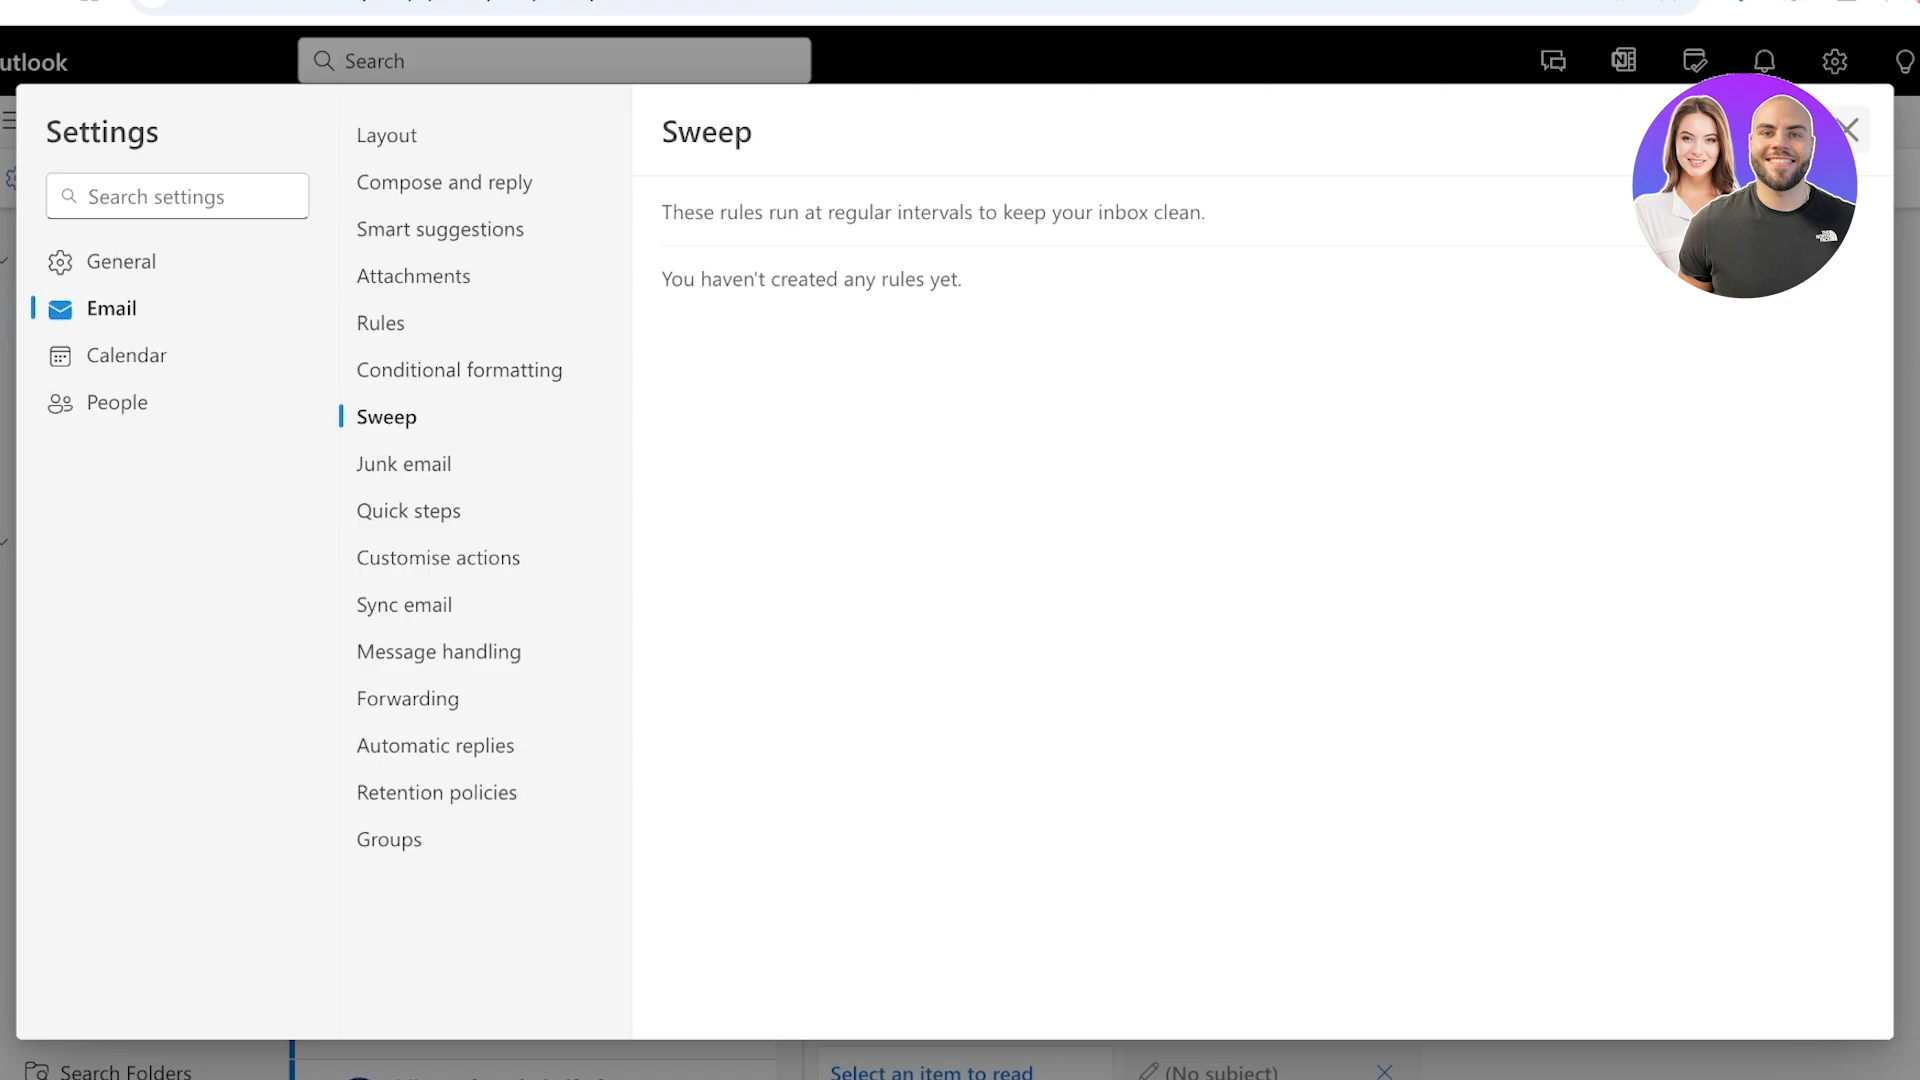 utlook
Search
Settings
Search settings
General
Email
Calendar
People
Layout
Compose and reply
Smart suggestions
Attachments
Rules
Conditional formatting
Sweep
Junk email
Quick steps
Customise actions
Sync email
Message handling
Forwarding
Automatic replies
Retention policies
Groups
Sweep
These rules run at regular intervals to keep your inbox clean.
You haven't created any rules yet.
THE NORTH FACE
Search Folders
Select an item to read
(No subject)